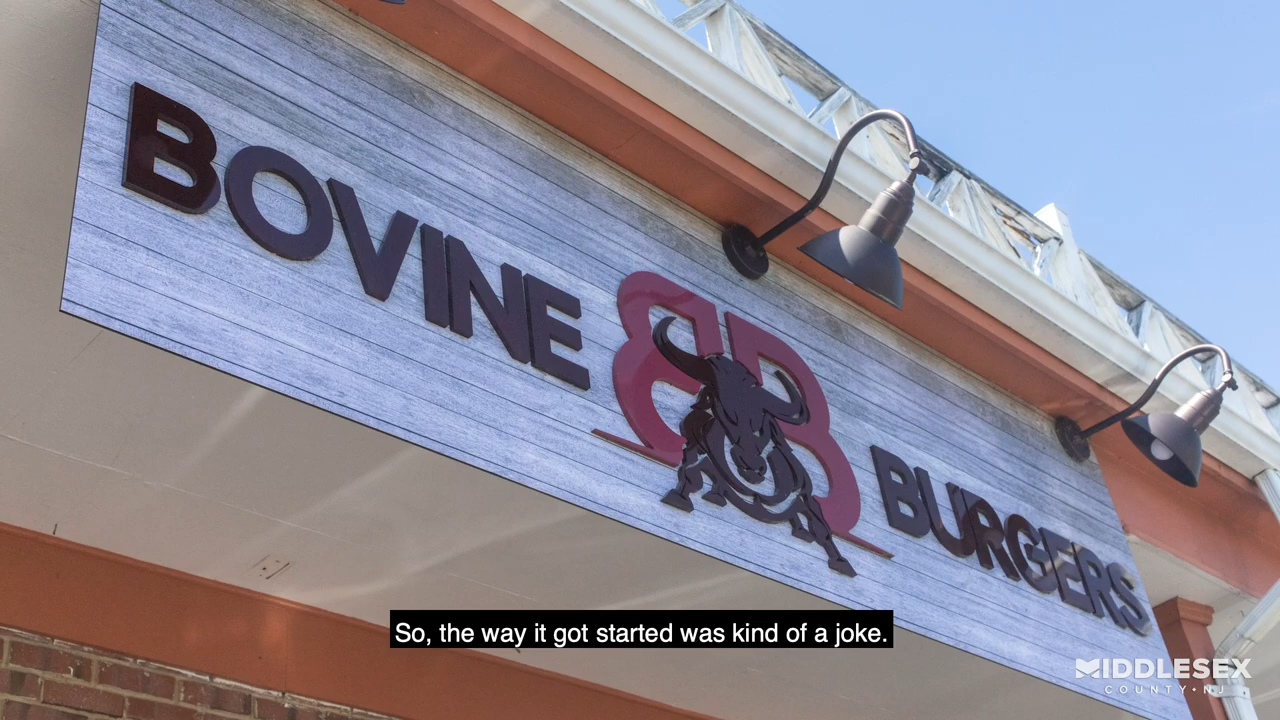 BOVINE BB BURGERS
So, the way it got started was kind of a joke.
MIDDLESEX
COUNTY•NJ